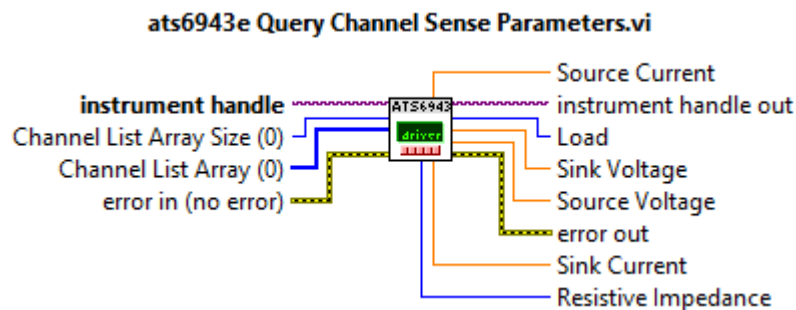 ats6943e Query Channel Sense Parameters.vi
Source Current
instrument handle
ATS6943
instrument handle out
Channel List Array Size (0)
driver
Load
Channel List Array (0)
Sink Voltage
error in (no error)
Source Voltage
error out
Sink Current
Resistive Impedance